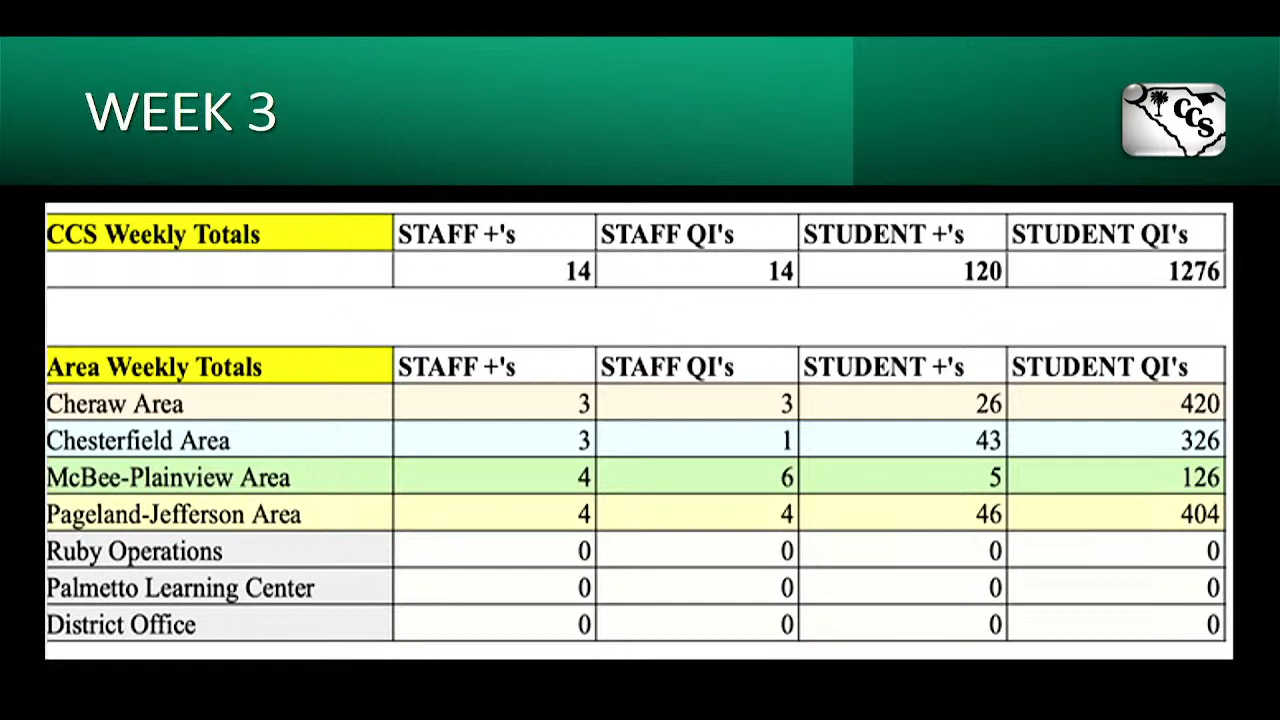 WEEK 3
CCS
CCS Weekly Totals STAFF +'s STAFF QI's STUDENT +'s STUDENT QI's
14 14 120 1276
Area Weekly Totals STAFF +'s STAFF QI's STUDENT +'s STUDENT QI's
Cheraw Area 3 3 26 420
Chesterfield Area 3 1 43 326
McBee-Plainview Area 4 6 5 126
Pageland-Jefferson Area 4 4 46 404
Ruby Operations 0 0 0 0
Palmetto Learning Center 0 0 0 0
District Office 0 0 0 0